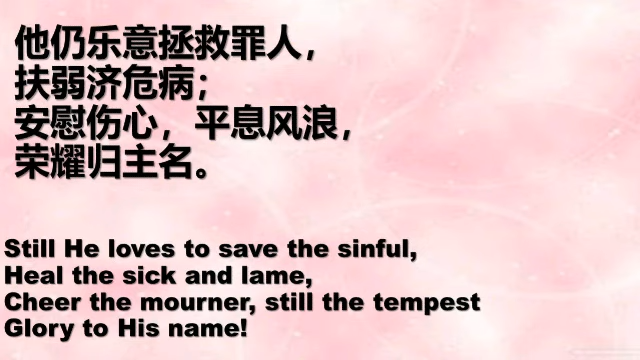 他仍乐意拯救罪人，
扶弱济危病；
安慰伤心，平息风浪，
荣耀归主名。
Still He loves to save the sinful,
Heal the sick and lame,
Cheer the mourner, still the tempest
Glory to His name!